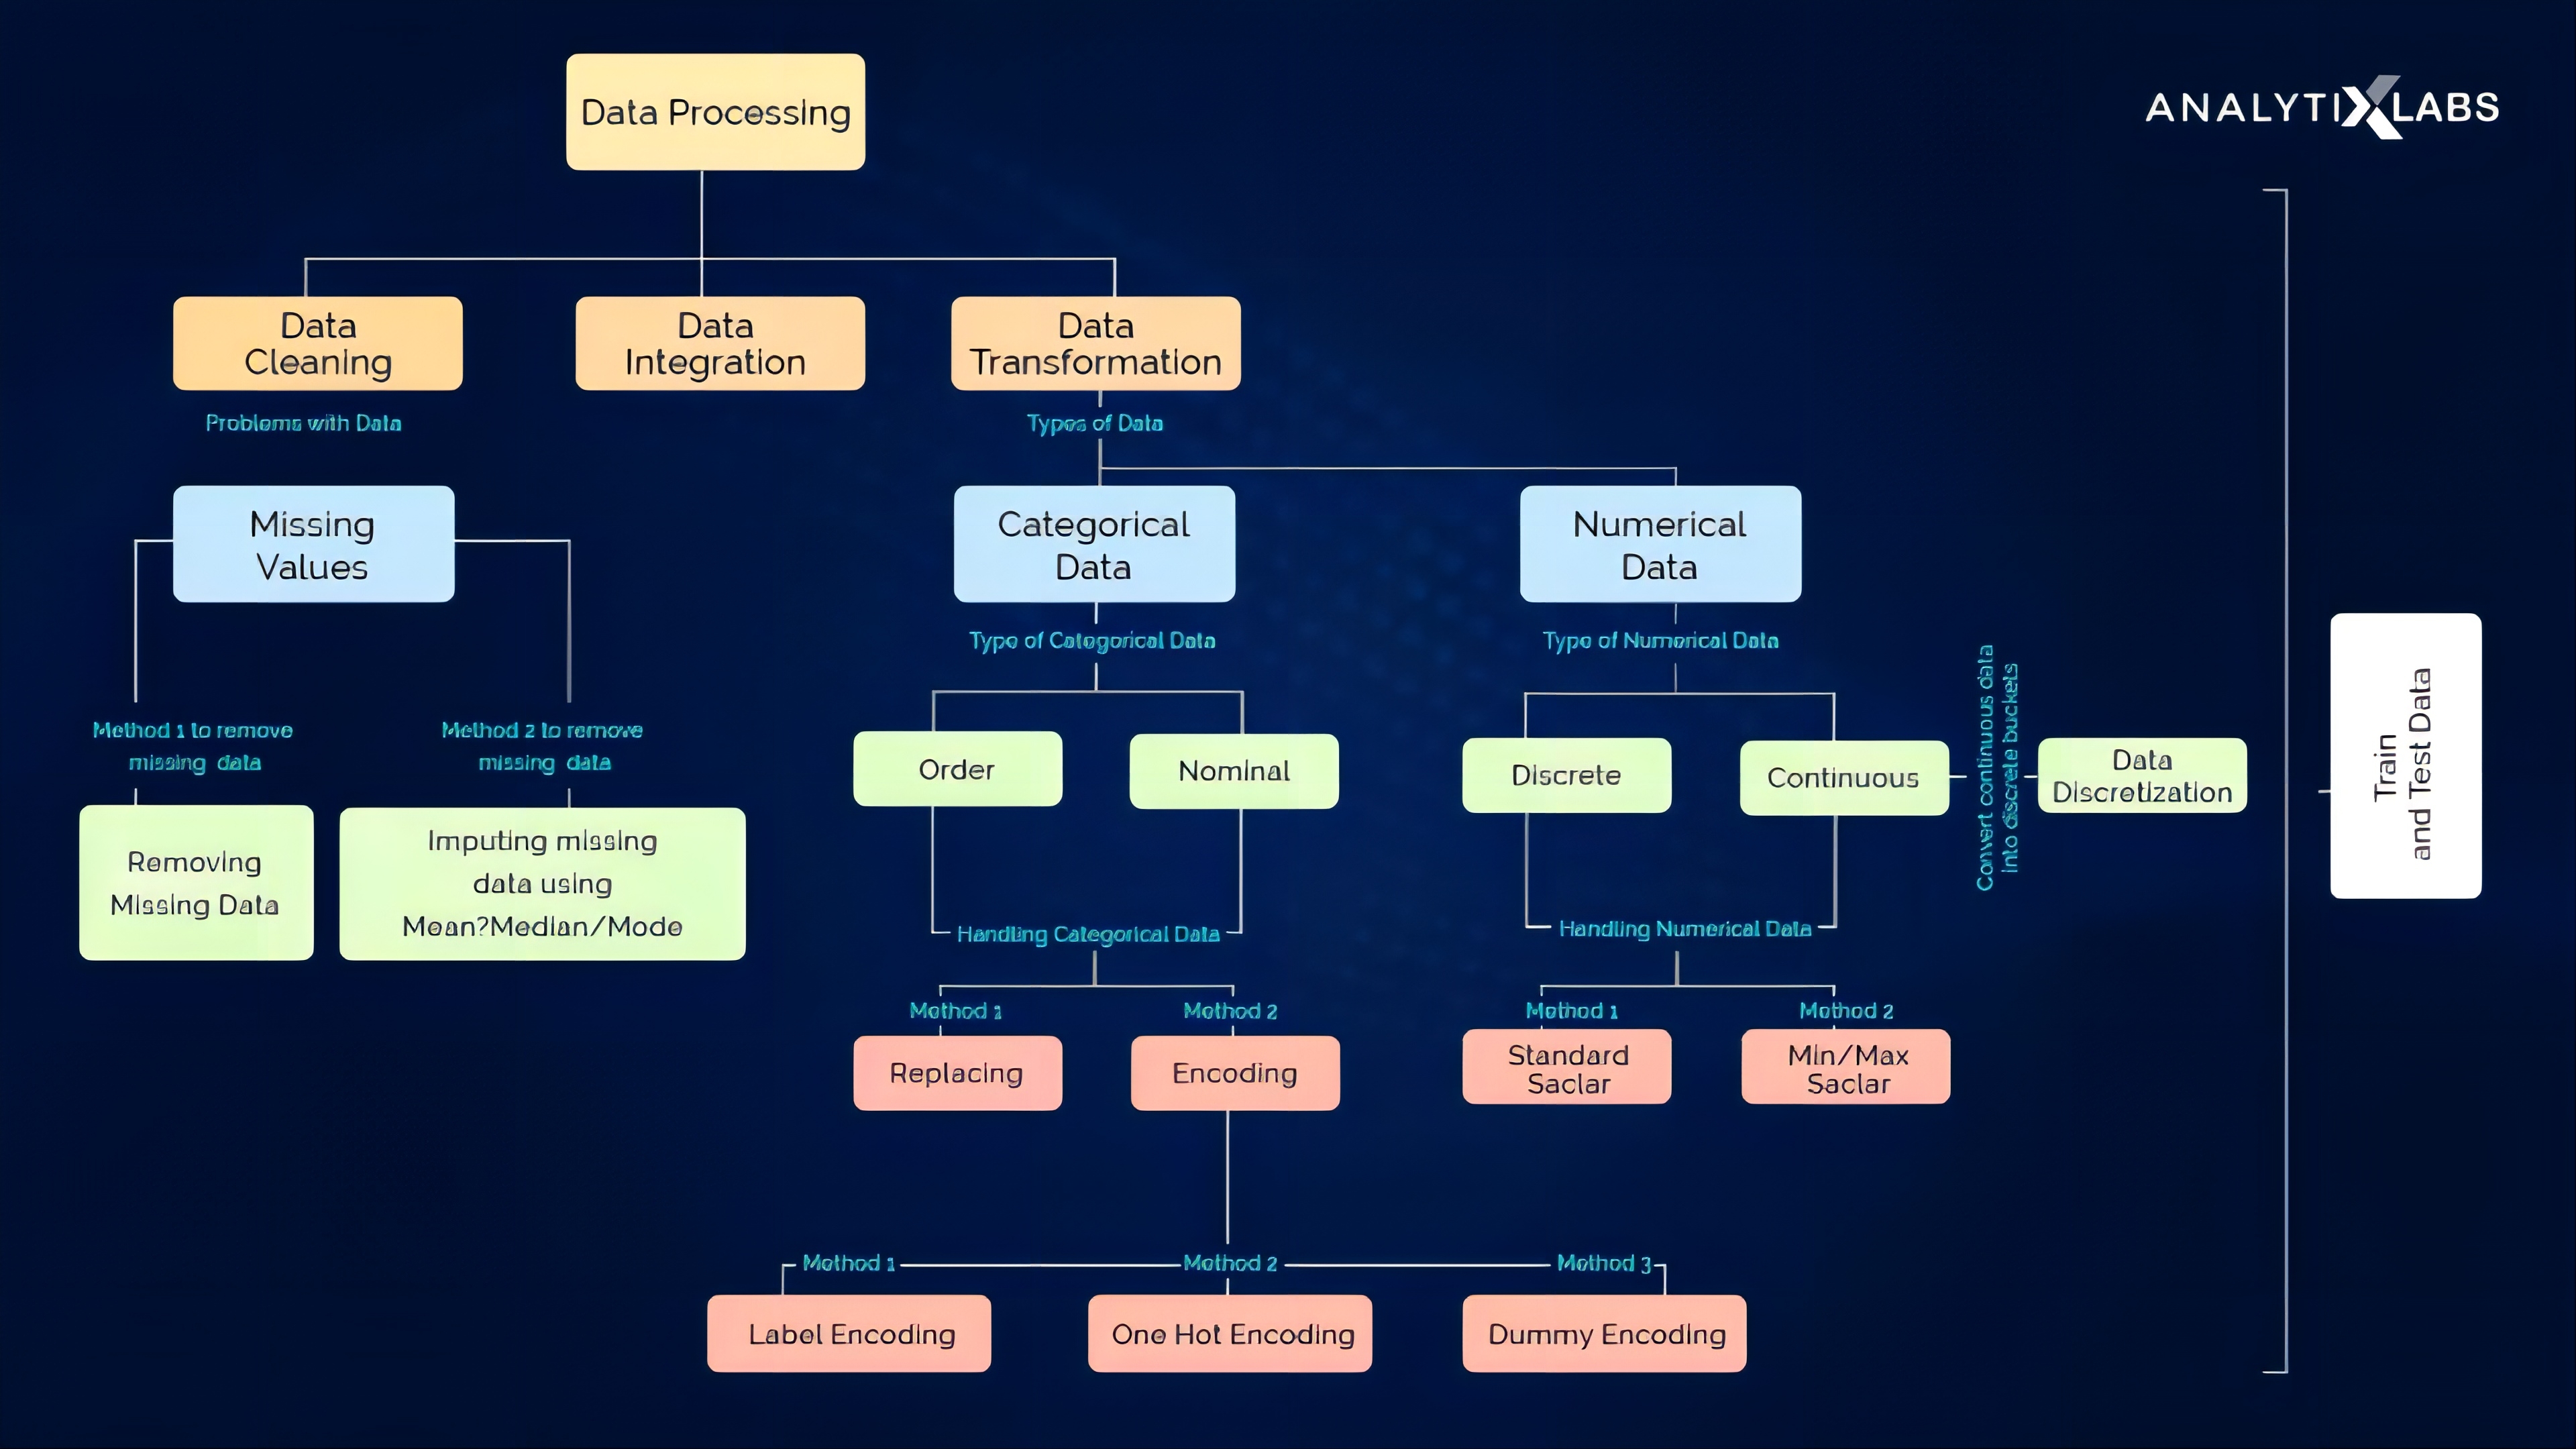 Data Processing
ANALYTIXLABS
Data
Cleaning
Data
Integration
Data
Transformation
Problems with Data
Types of Data
Missing
Values
Categorical
Data
Numerical
Data
Type of Categorical Data
Type of Numerical Data
Method 1 to remove
missing data
Method 2 to remove
missing data
Removing
Missing Data
Imputing missing
data using
Mean?Median/Mode
Order
Nominal
Discrete
Continuous
Convert continuous data
into discrete buckets
Data
Discretization
Train
and Test Data
Handling Categorical Data
Handling Numerical Data
Method 1
Method 2
Method 1
Method 2
Replacing
Encoding
Standard
Saclar
Min/Max
Saclar
Method 1
Method 2
Method 3
Label Encoding
One Hot Encoding
Dummy Encoding